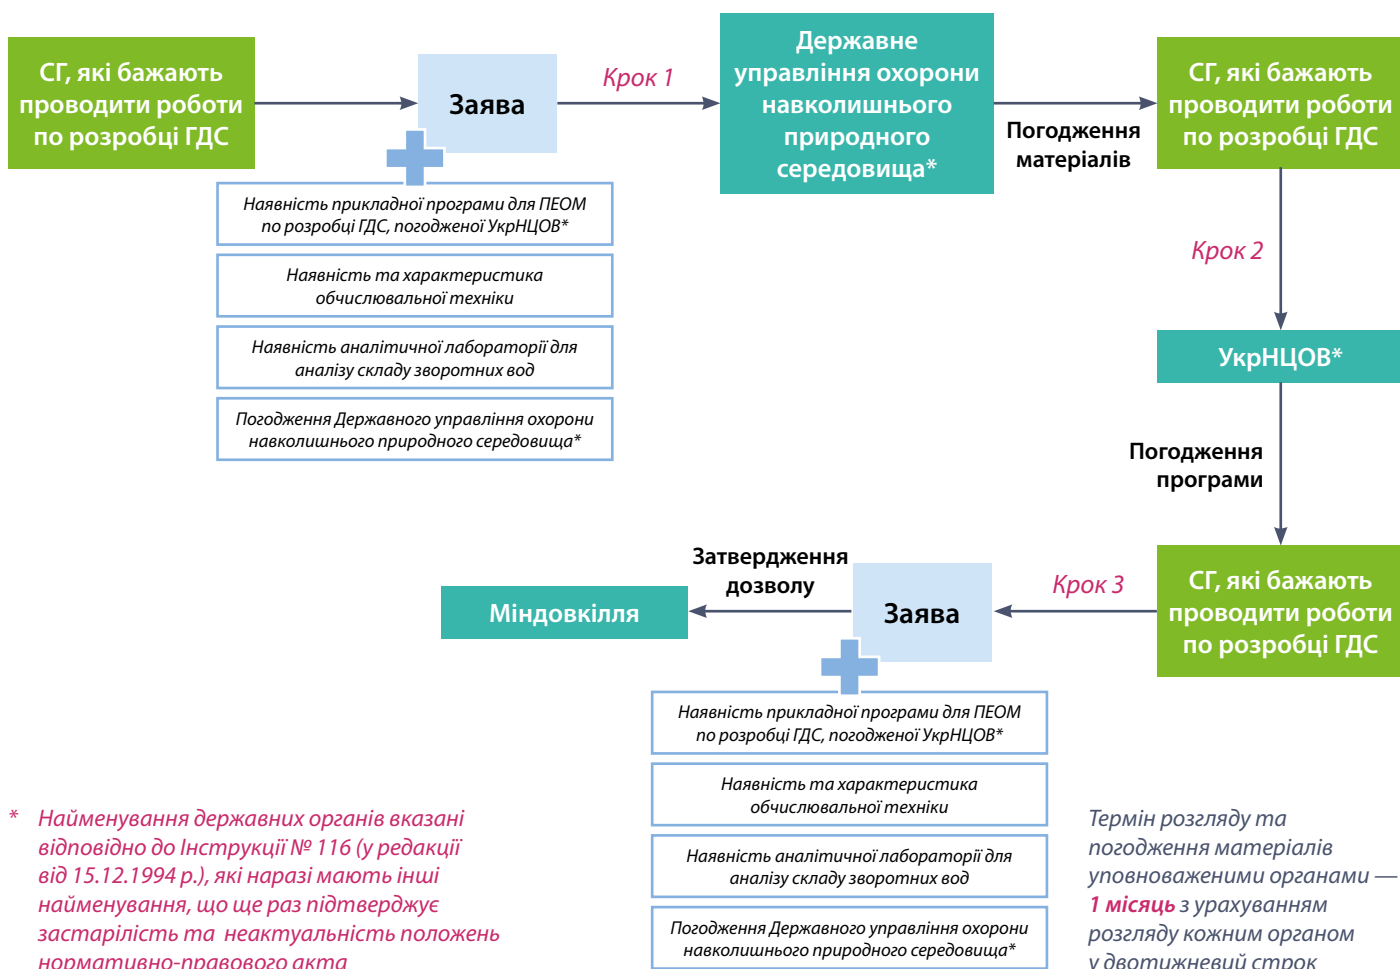 СГ, які бажають
проводити роботи
по розробці ГДС
Заява
Крок 1
Державне
управління охорони
навколишнього
природного
середовища*
Погодження
матеріалів
СГ, які бажають
проводити роботи
по розробці ГДС
Наявність прикладної програми для ПЕОМ
по розробці ГДС, погодженої УкрНЦОВ*
Наявність та характеристика
обчислювальної техніки
Наявність аналітичної лабораторії для
аналізу складу зворотних вод
Погодження Державного управління охорони
навколишнього природного середовища*
Крок 2
УкрНЦОВ*
Погодження
програми
СГ, які бажають
проводити роботи
по розробці ГДС
Крок 3
Заява
Затвердження
дозволу
Міндовкілля
Наявність прикладної програми для ПЕОМ
по розробці ГДС, погодженої УкрНЦОВ*
Наявність та характеристика
обчислювальної техніки
Наявність аналітичної лабораторії для
аналізу складу зворотних вод
Погодження Державного управління охорони
навколишнього природного середовища*
* Найменування державних органів вказані
відповідно до Інструкції № 116 (у редакції
від 15.12.1994 р.), які наразі мають інші
найменування, що ще раз підтверджує
застарілість та неактуальність положень
нормативно-правового акта
Термін розгляду та
погодження матеріалів
уповноваженими органами —
1 місяць з урахуванням
розгляду кожним органом
у двотижневий строк